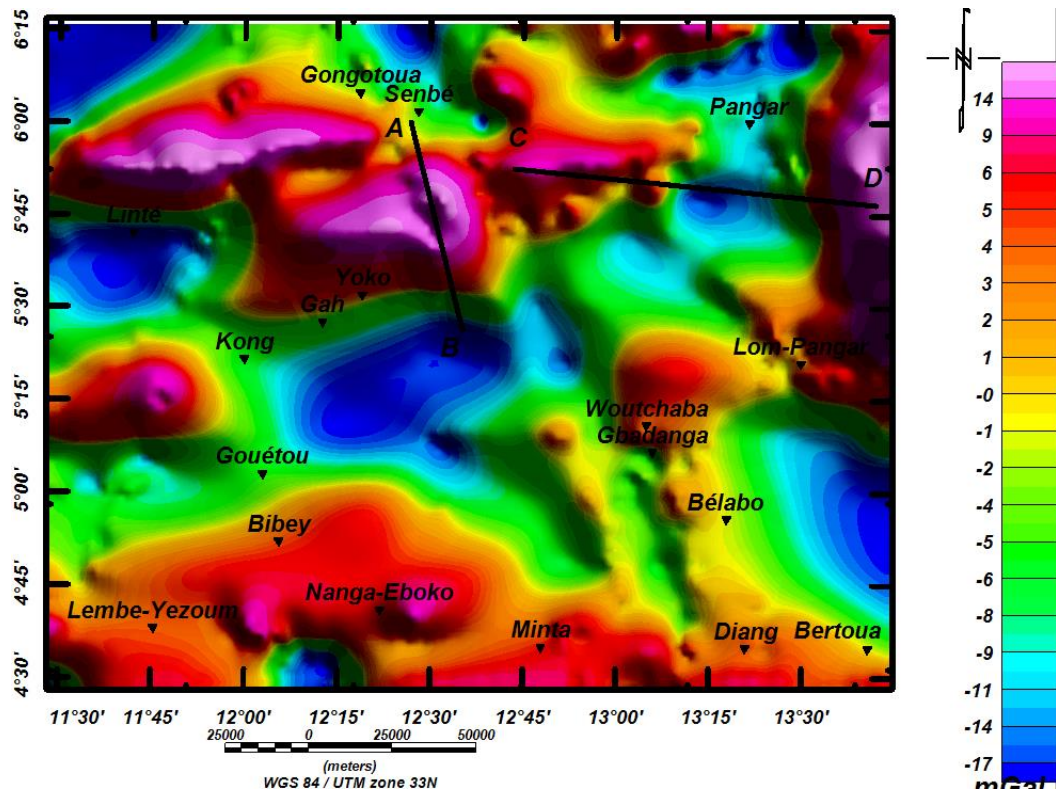 6°15'
6°00'
5°45'
5°30'
5°15'
5°00'
4°45'
4°30'
Gongotoua
Senbé
Pangar
A
C
D
Linte
Yoko
Gah
Kong
B
Lom-Pangar
Woutchaba
Gbadanga
Gouétou
Bélabo
Bibey
Nanga-Eboko
Lembe-Yezoum
Minta
Diang
Bertoua
11°30' 11°45' 12°00' 12°15' 12°30' 12°45' 13°00' 13°15' 13°30'
25000 0 25000 50000
(meters)
WGS 84 / UTM zone 33N
N
14
9
6
5
4
3
2
1
-0
-1
-2
-4
-5
-6
-8
-9
-11
-14
-17
mGal